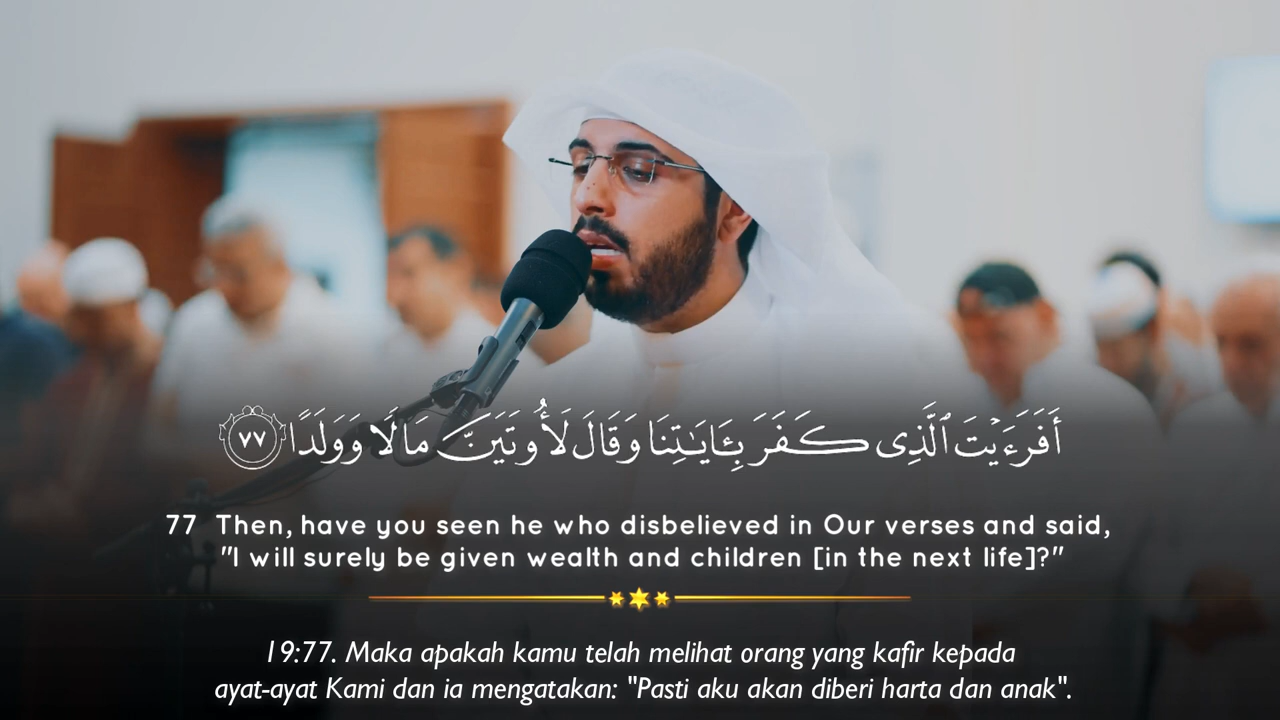 أَفَرَءَيْتَ ٱلَّذِى كَفَرَ بِـَٔايَـٰتِنَا وَقَالَ لَأُوتَيَنَّ مَالًا وَوَلَدًا ٧٧
77 Then, have you seen he who disbelieved in Our verses and said,
"I will surely be given wealth and children [in the next life]?"
19:77. Maka apakah kamu telah melihat orang yang kafir kepada
ayat-ayat Kami dan ia mengatakan: "Pasti aku akan diberi harta dan anak".